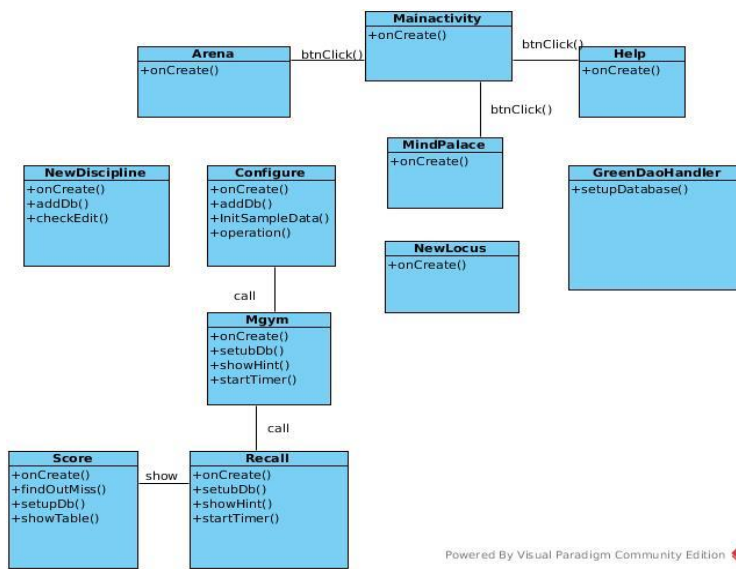 Mainactivity
+onCreate()
Arena
+onCreate()
btnClick()
btnClick()
Help
+onCreate()
btnClick()
MindPalace
+onCreate()
NewDiscipline
+onCreate()
+addDb()
+checkEdit()
Configure
+onCreate()
+addDb()
+InitSampleData()
+operation()
GreenDaoHandler
+setupDatabase()
NewLocus
+onCreate()
call
Mgym
+onCreate()
+setubDb()
+showHint()
+startTimer()
call
Score
+onCreate()
+findOutMiss()
+setupDb()
+showTable()
show
Recall
+onCreate()
+setubDb()
+showHint()
+startTimer()
Powered By Visual Paradigm Community Edition